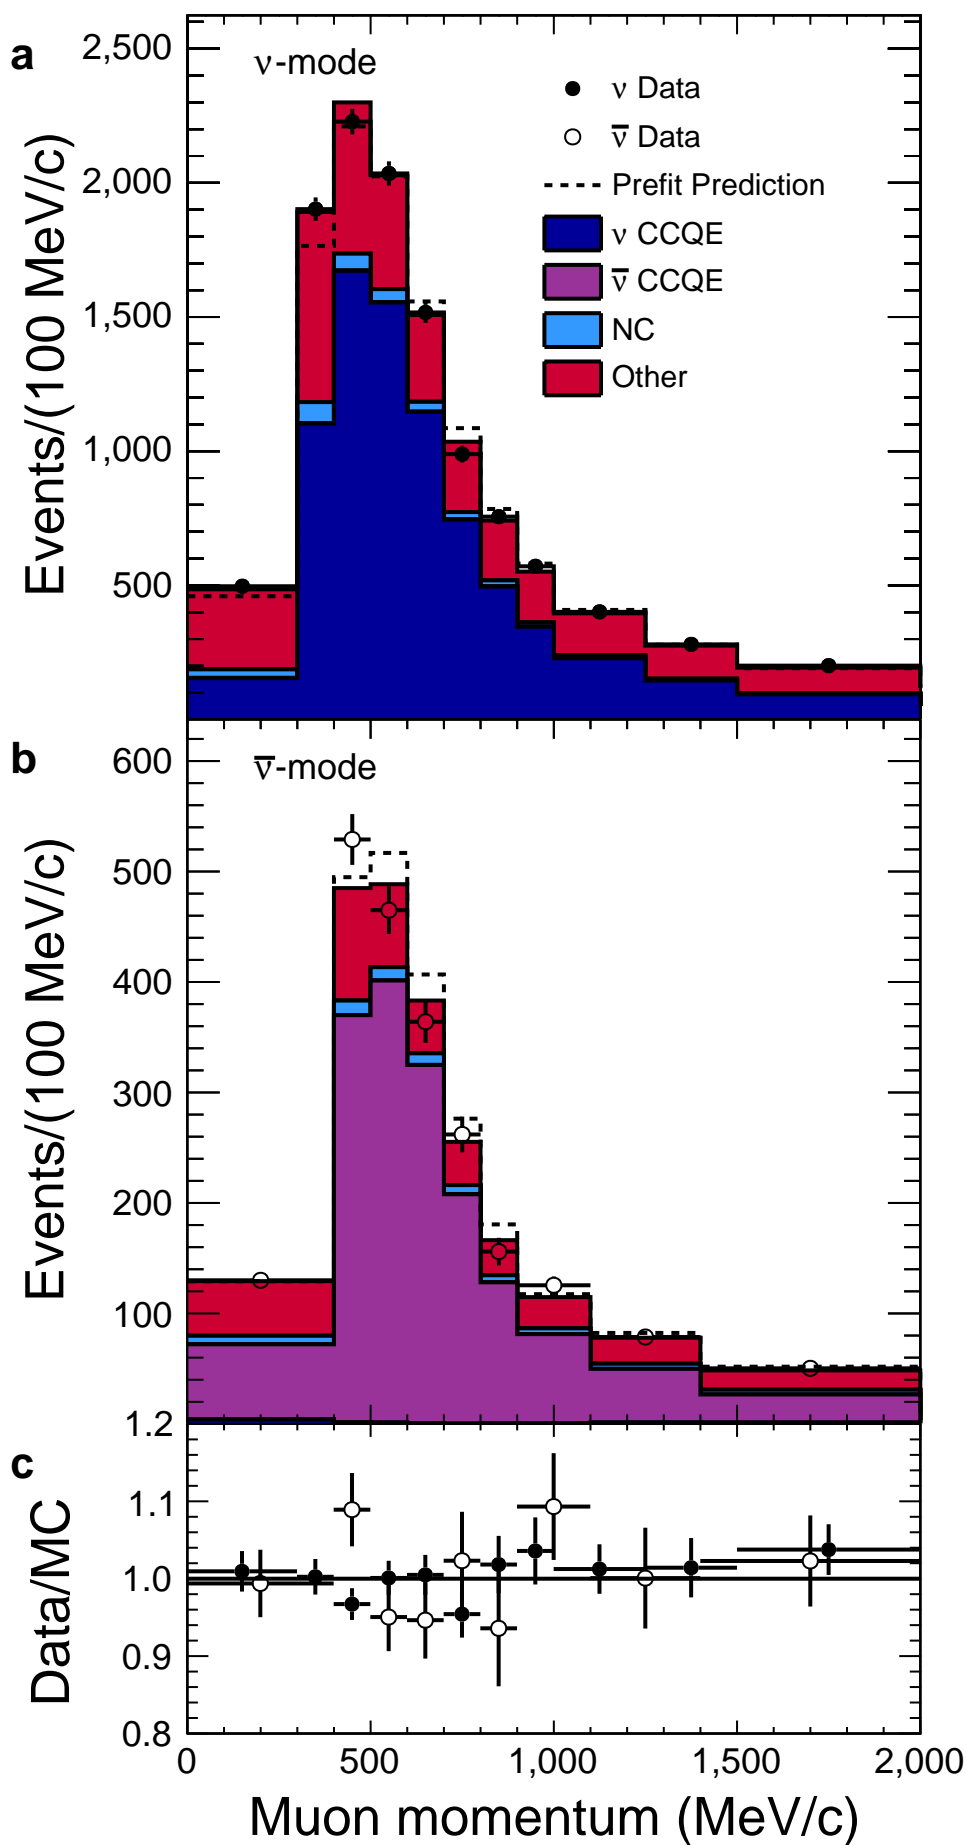 a
2,500
2,000
1,500
1,000
500
Events/(100 MeV/c)
ν-mode
ν Data
ν̅ Data
Prefit Prediction
ν CCQE
ν̅ CCQE
NC
Other
b
600
500
400
300
200
100
Events/(100 MeV/c)
ν̅-mode
c
1.2
1.1
1.0
0.9
0.8
Data/MC
0 500 1,000 1,500 2,000
Muon momentum (MeV/c)